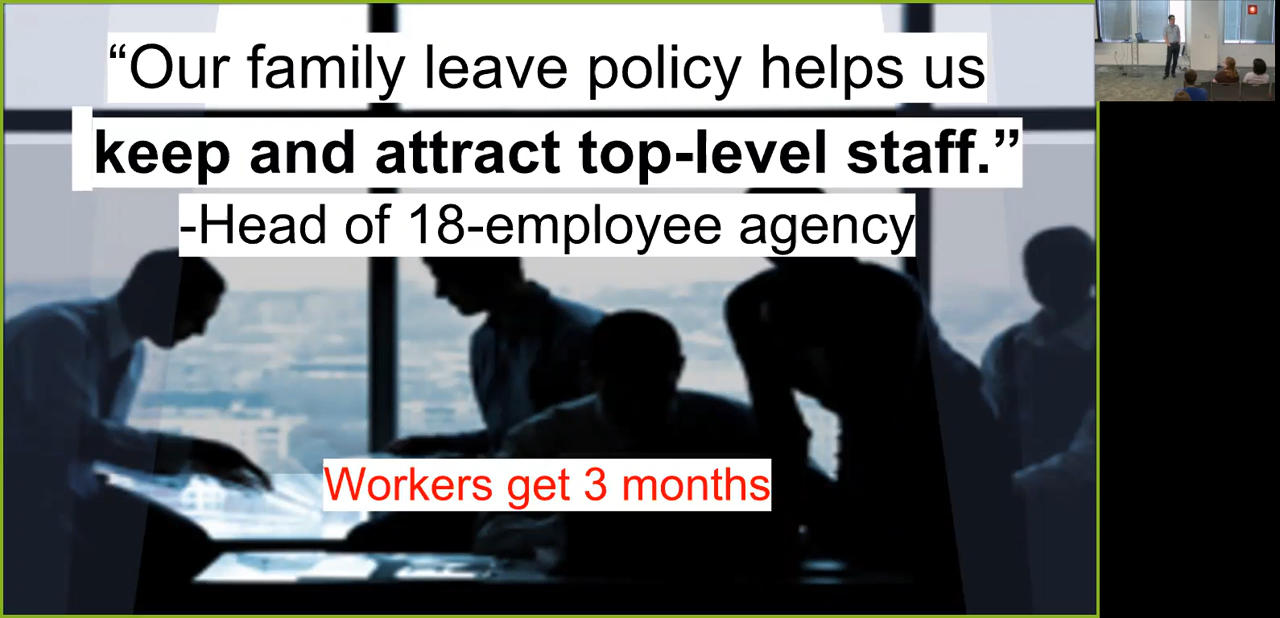 “Our family leave policy helps us
keep and attract top-level staff.”
-Head of 18-employee agency
Workers get 3 months